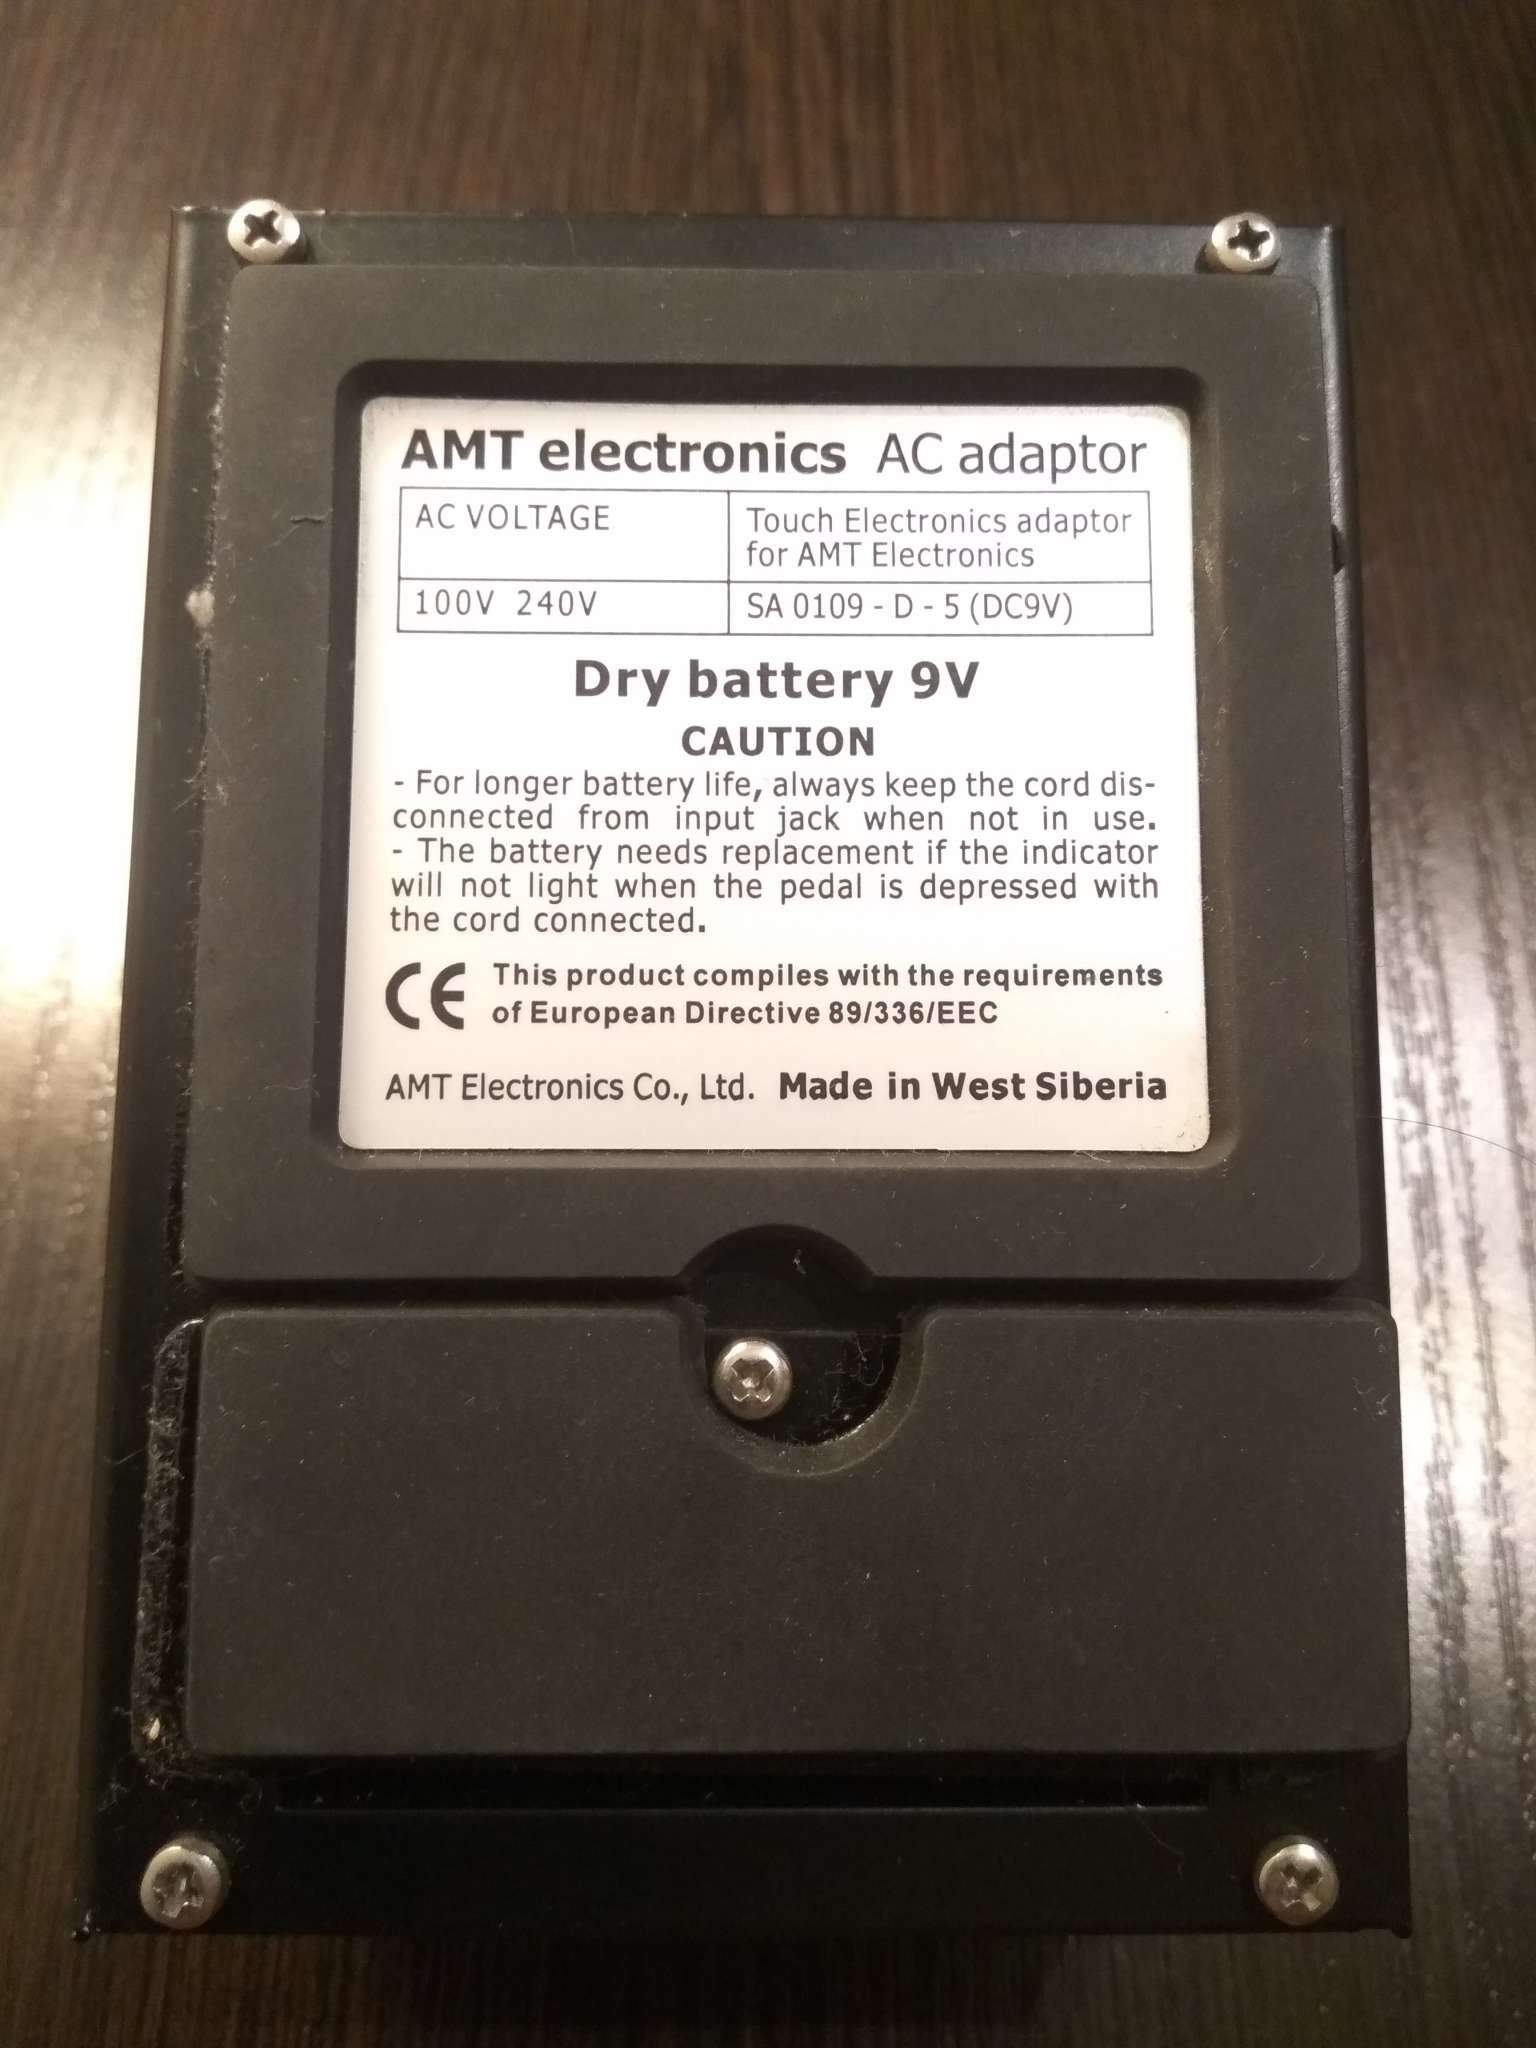 AMT electronics AC adaptor
AC VOLTAGE
Touch Electronics adaptor
for AMT Electronics
100V 240V
SA 0109 - D - 5 (DC9V)
Dry battery 9V
CAUTION
- For longer battery life, always keep the cord dis-
connected from input jack when not in use.
- The battery needs replacement if the indicator
will not light when the pedal is depressed with
the cord connected.
CE This product compiles with the requirements
of European Directive 89/336/EEC
AMT Electronics Co., Ltd. Made in West Siberia